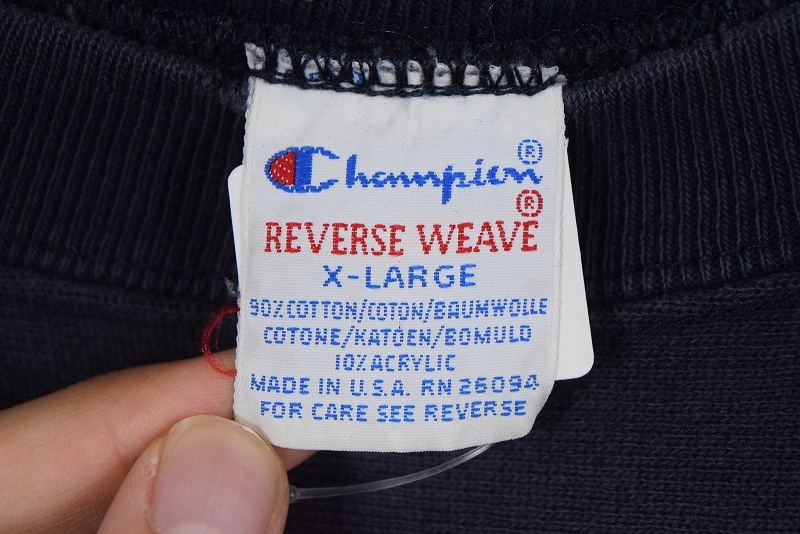 Champion®
REVERSE WEAVE®
X-LARGE
90% COTTON/COTON/BAUMWOLLE
COTONE/KATOEN/BOMULD
10% ACRYLIC
MADE IN U.S.A. RN 26094
FOR CARE SEE REVERSE